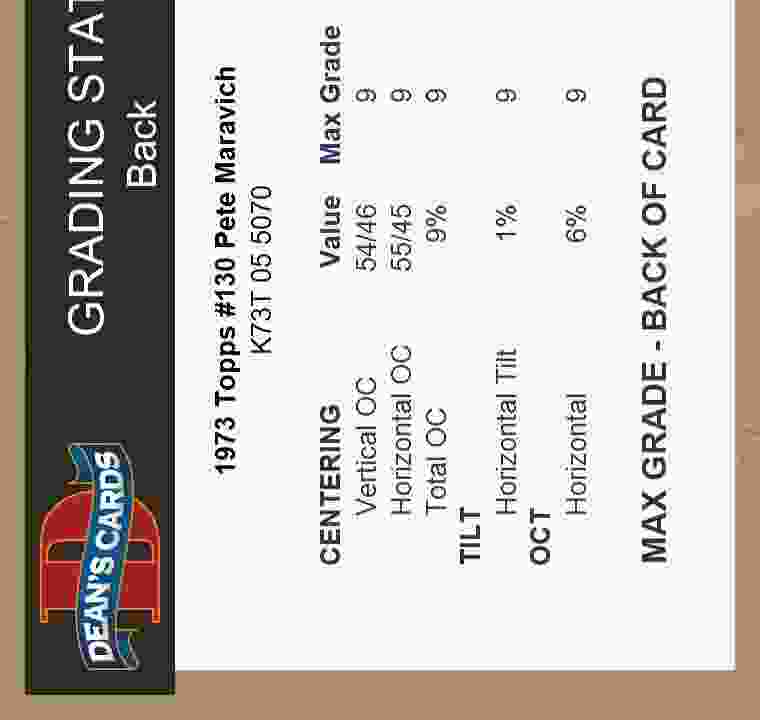 DEAN'S CARDS
GRADING STAT
Back
1973 Topps #130 Pete Maravich
K73T 05 5070
CENTERING Value Max Grade
Vertical OC 54/46 9
Horizontal OC 55/45 9
Total OC 9% 9
TILT
Horizontal Tilt 1% 9
OCT
Horizontal 6% 9
MAX GRADE - BACK OF CARD